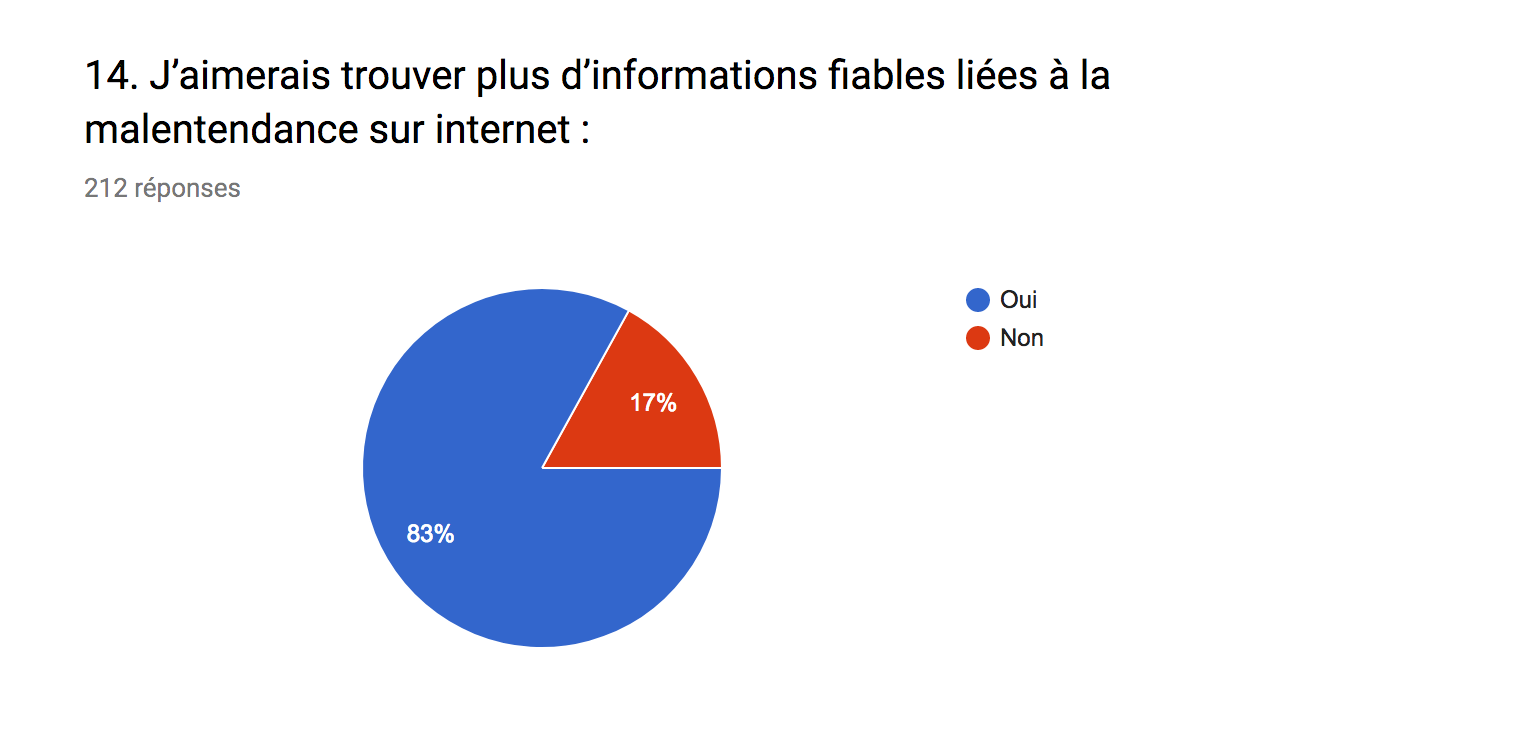 14. J’aimerais trouver plus d’informations fiables liées à la
malentendance sur internet :
212 réponses
Oui
Non
17%
83%